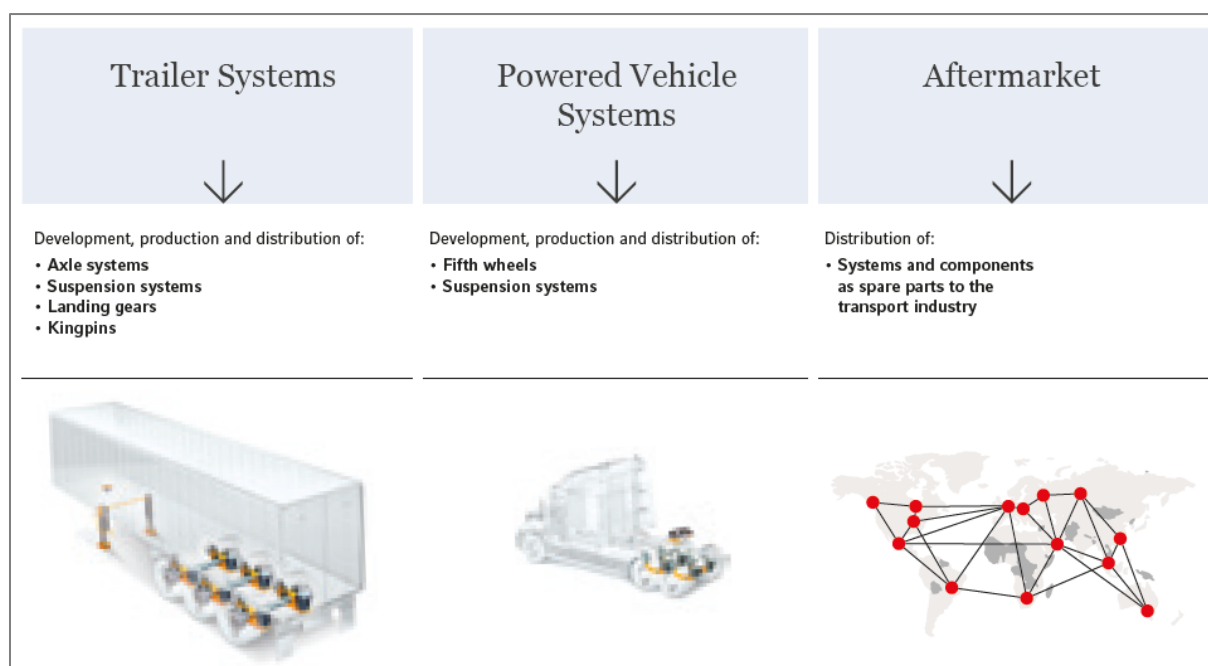 Trailer Systems
Development, production and distribution of:
• Axle systems
• Suspension systems
• Landing gears
• Kingpins
Powered Vehicle
Systems
Development, production and distribution of:
• Fifth wheels
• Suspension systems
Aftermarket
Distribution of:
• Systems and components
as spare parts to the
transport industry